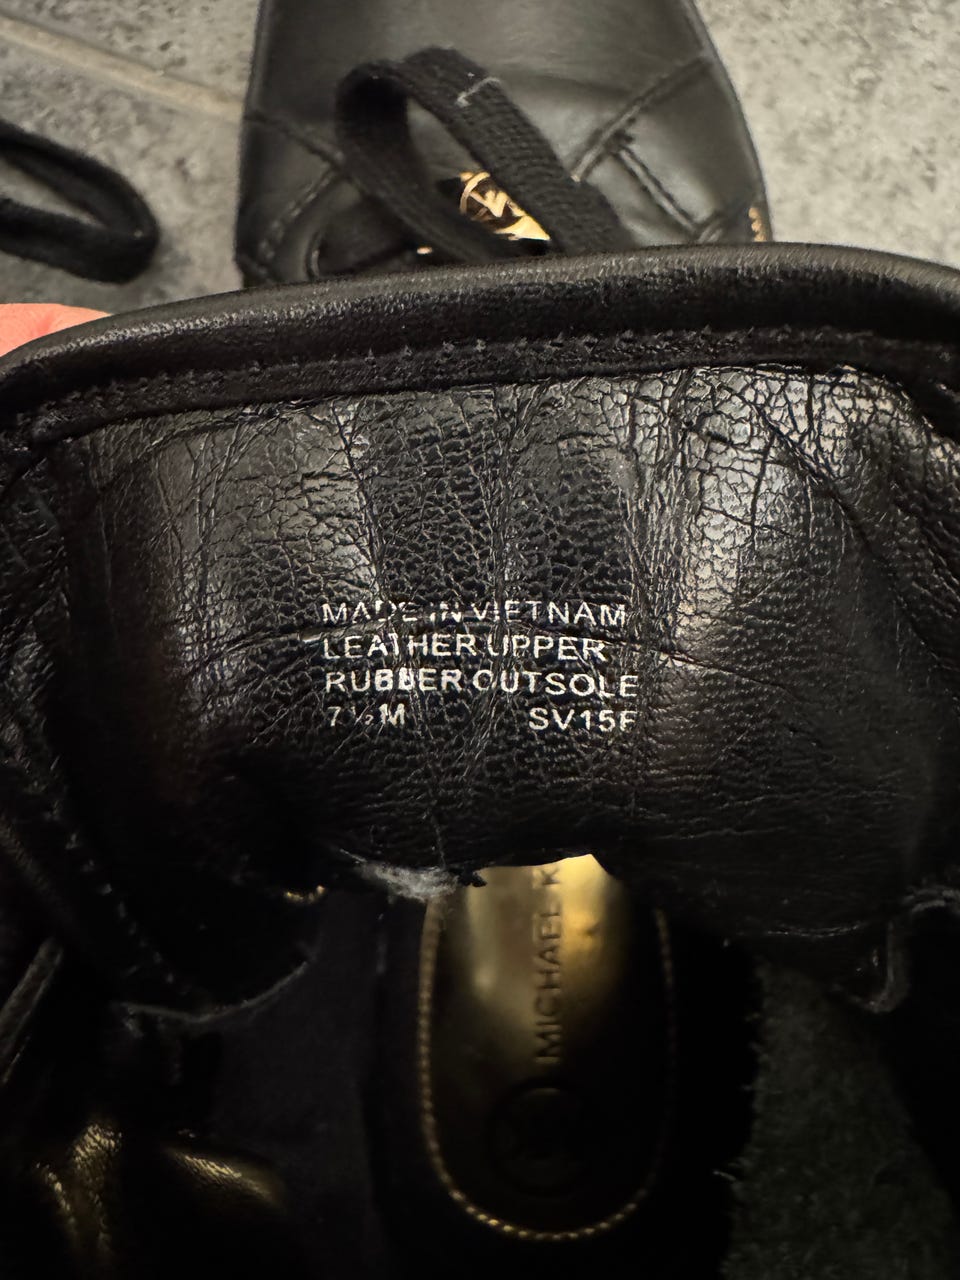 MADE IN VIETNAM
LEATHER UPPER
RUBBER OUTSOLE
7 ½ M SV15F
MICHAEL K